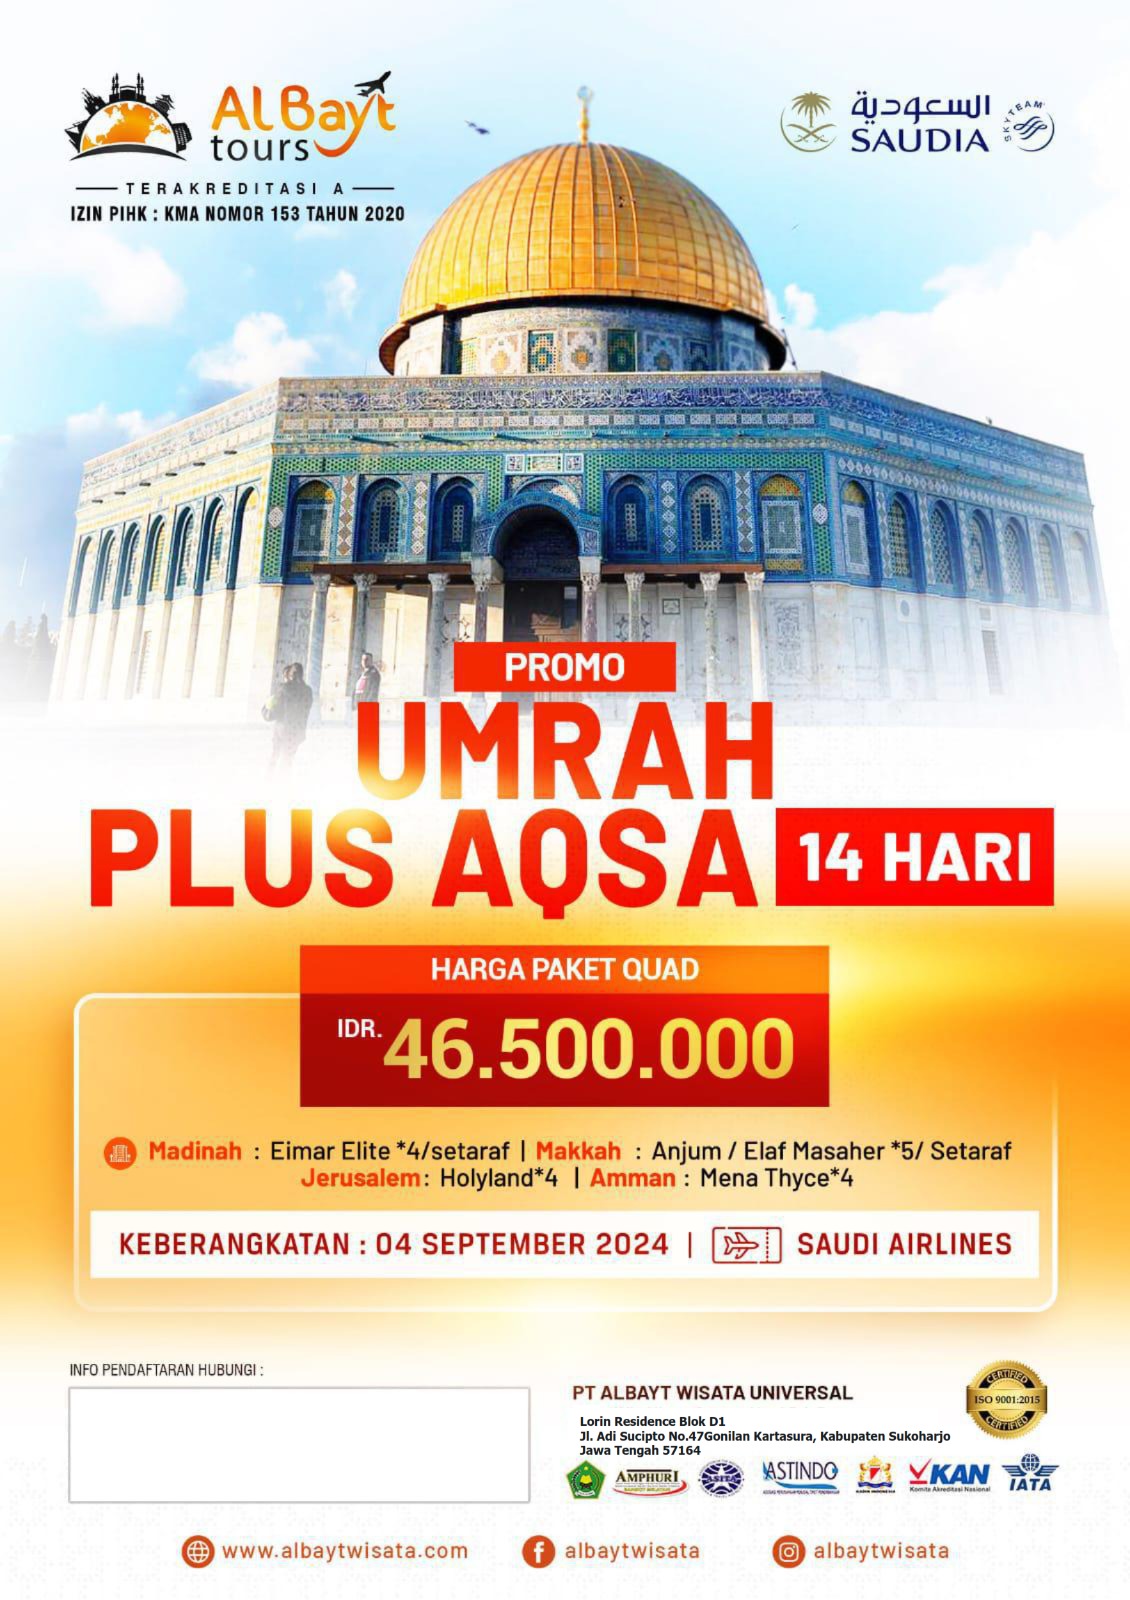 AlBayt
tours
TERAKREDITASI A
IZIN PIHK : KMA NOMOR 153 TAHUN 2020
السعودية
SAUDIA
SKYTEAM
PROMO
UMRAH
PLUS AQSA 14 HARI
HARGA PAKET QUAD
IDR. 46.500.000
Madinah : Eimar Elite *4/setaraf | Makkah : Anjum / Elaf Masaher *5/ Setaraf
Jerusalem : Holyland*4 | Amman : Mena Thyce*4
KEBERANGKATAN : 04 SEPTEMBER 2024 | SAUDI AIRLINES
INFO PENDAFTARAN HUBUNGI :
PT ALBAYT WISATA UNIVERSAL
Lorin Residence Blok D1
Jl. Adi Sucipto No.47Gonilan Kartasura, Kabupaten Sukoharjo
Jawa Tengah 57164
CERTIFIED
ISO 9001:2015
CERTIFIED
AMPHURI
ASITA
ASTINDO
KADIN INDONESIA
KAN
Komite Akreditasi Nasional
IATA
www.albaytwisata.com
albaytwisata
albaytwisata